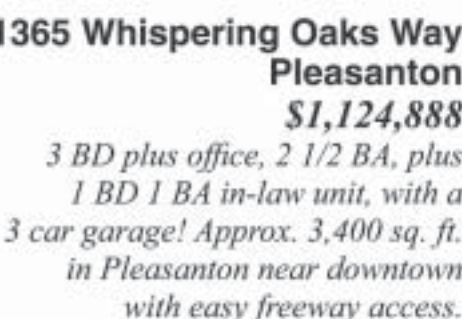 1365 Whispering Oaks Way
Pleasanton
$1,124,888
3 BD plus office, 2 1/2 BA, plus
1 BD 1 BA in-law unit, with a
3 car garage! Approx. 3,400 sq. ft.
in Pleasanton near downtown
with easy freeway access.